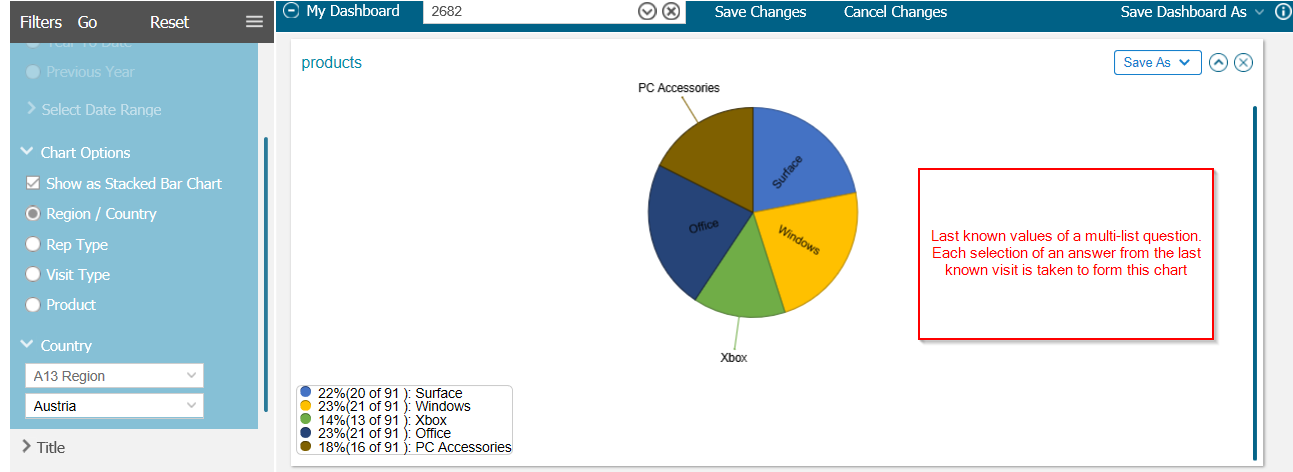 Filters Go Reset
My Dashboard 2682 Save Changes Cancel Changes Save Dashboard As
Year To Date
Previous Year
Select Date Range
Chart Options
Show as Stacked Bar Chart
Region / Country
Rep Type
Visit Type
Product
Country
A13 Region
Austria
Title
products
Save As
PC Accessories
Surface
Windows
Office
Xbox
Last known values of a multi-list question.
Each selection of an answer from the last
known visit is taken to form this chart
22%(20 of 91 ): Surface
23%(21 of 91 ): Windows
14%(13 of 91 ): Xbox
23%(21 of 91 ): Office
18%(16 of 91 ): PC Accessories